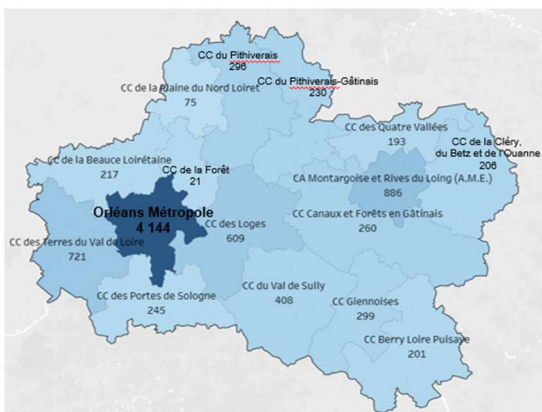 CC du Pithiverais
296
CC du Pithiverais-Gâtinais
230
CC de la Plaine du Nord Loiret
75
CC des Quatre Vallées
193
CC de la Cléry,
du Betz et de l'Ouanne
206
CC de la Beauce Loirétaine
217
CC de la Forêt
21
CA Montargoise et Rives du Loing (A.M.E.)
886
Orléans Métropole
4 144
CC des Loges
609
CC Canaux et Forêts en Gâtinais
260
CC des Terres du Val de Loire
721
CC des Portes de Sologne
245
CC du Val de Sully
408
CC Giennoises
299
CC Berry Loire Puisaye
201